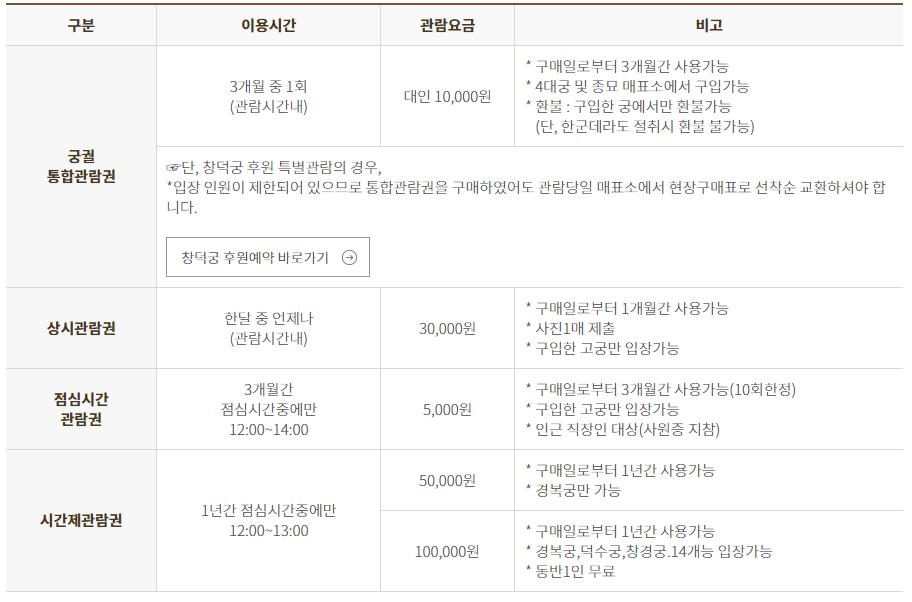 구분 이용시간 관람요금 비고
궁궐
통합관람권
3개월 중 1회
(관람시간내)
대인 10,000원
* 구매일로부터 3개월간 사용가능
* 4대궁 및 종묘 매표소에서 구입가능
* 환불 : 구입한 궁에서만 환불가능
(단, 한군데라도 절취시 환불 불가능)
☞단, 창덕궁 후원 특별관람의 경우,
*입장 인원이 제한되어 있으므로 통합관람권을 구매하였어도 관람당일 매표소에서 현장구매표로 선착순 교환하셔야 합
니다.
창덕궁 후원예약 바로가기
상시관람권
한달 중 언제나
(관람시간내)
30,000원
* 구매일로부터 1개월간 사용가능
* 사진1매 제출
* 구입한 고궁만 입장가능
점심시간
관람권
3개월간
점심시간중에만
12:00~14:00
5,000원
* 구매일로부터 3개월간 사용가능(10회한정)
* 구입한 고궁만 입장가능
* 인근 직장인 대상(사원증 지참)
시간제관람권
1년간 점심시간중에만
12:00~13:00
50,000원
* 구매일로부터 1년간 사용가능
* 경복궁만 가능
100,000원
* 구매일로부터 1년간 사용가능
* 경복궁,덕수궁,창경궁.14개능 입장가능
* 동반1인 무료